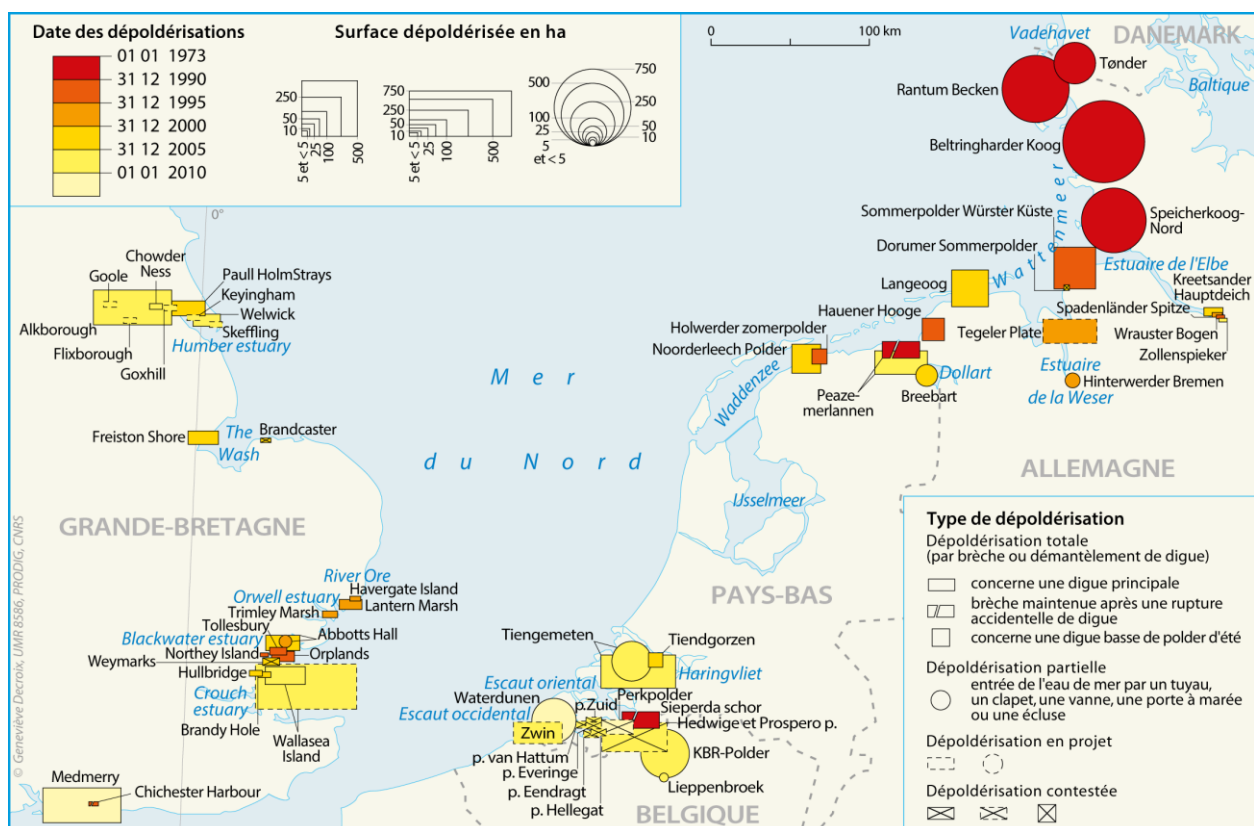 Date des dépoldérisations
01 01 1973
31 12 1990
31 12 1995
31 12 2000
31 12 2005
01 01 2010
Surface dépoldérisée en ha
250
50
10
5 et < 5
25
100
500
750
250
50
10
5 et < 5
25
100
500
500
100
25
5
et < 5
750
250
50
10
0
100 km
DANEMARK
Vadehavet
Tønder
Baltique
Rantum Becken
Beltringharder Koog
Wattenmeer
Sommerpolder Würster Küste
Speicherkoog-
Nord
Dorumer Sommerpolder
Estuaire de l'Elbe
Kreetsander
Hauptdeich
Langeoog
Spadenländer Spitze
Hauener Hooge
Tegeler Plate
Wrauster Bogen
Zollenspieker
Holwerder zomerpolder
Noorderleech Polder
Waddenzee
Dollart
Estuaire
de la Weser
Hinterwerder Bremen
Peaze-
merlannen
Breebart
0°
Chowder
Ness
Goole
Paull HolmStrays
Keyingham
Welwick
Skeffling
Alkborough
Flixborough
Goxhill
Humber estuary
Mer
du Nord
Freiston Shore
The
Wash
Brandcaster
IJsselmeer
ALLEMAGNE
GRANDE-BRETAGNE
PAYS-BAS
River Ore
Havergate Island
Orwell estuary
Lantern Marsh
Trimley Marsh
Tollesbury
Blackwater estuary
Abbotts Hall
Northey Island
Orplands
Weymarks
Hullbridge
Crouch
estuary
Brandy Hole
Wallasea
Island
Medmerry
Chichester Harbour
Tiengemeten
Tiendgorzen
Haringvliet
Escaut oriental
Perkpolder
Waterdunen
p.Zuid
Sieperda schor
Escaut occidental
Hedwige et Prospero p.
Zwin
KBR-Polder
p. van Hattum
p. Everinge
p. Eendragt
p. Hellegat
Lieppenbroek
BELGIQUE
Type de dépoldérisation
Dépoldérisation totale
(par brèche ou démantèlement de digue)
concerne une digue principale
brèche maintenue après une rupture
accidentelle de digue
concerne une digue basse de polder d'été
Dépoldérisation partielle
entrée de l'eau de mer par un tuyau,
un clapet, une vanne, une porte à marée
ou une écluse
Dépoldérisation en projet
Dépoldérisation contestée
© Geneviève Decroix, UMR 8586, PRODIG, CNRS